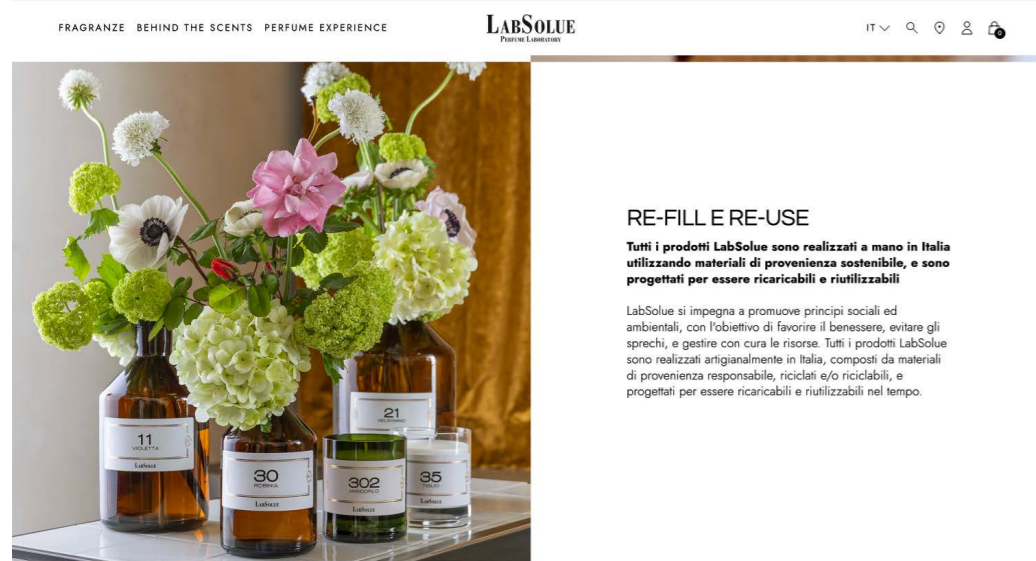 FRAGRANZE BEHIND THE SCENTS PERFUME EXPERIENCE
LABSOLUE
PERFUME LABORATORY
IT
0
RE-FILL E RE-USE
Tutti i prodotti LabSolue sono realizzati a mano in Italia
utilizzando materiali di provenienza sostenibile, e sono
progettati per essere ricaricabili e riutilizzabili
LabSolue si impegna a promuove principi sociali ed
ambientali, con l'obiettivo di favorire il benessere, evitare gli
sprechi, e gestire con cura le risorse. Tutti i prodotti LabSolue
sono realizzati artigianalmente in Italia, composti da materiali
di provenienza responsabile, riciclati e/o riciclabili, e
progettati per essere ricaricabili e riutilizzabili nel tempo.
21
GELSOMINO
11
VIOLETTA
LABSOLUE
30
ROBINIA
LABSOLUE
302
MANDORLO
LABSOLUE
35
TIGLIO
LABSOLUE